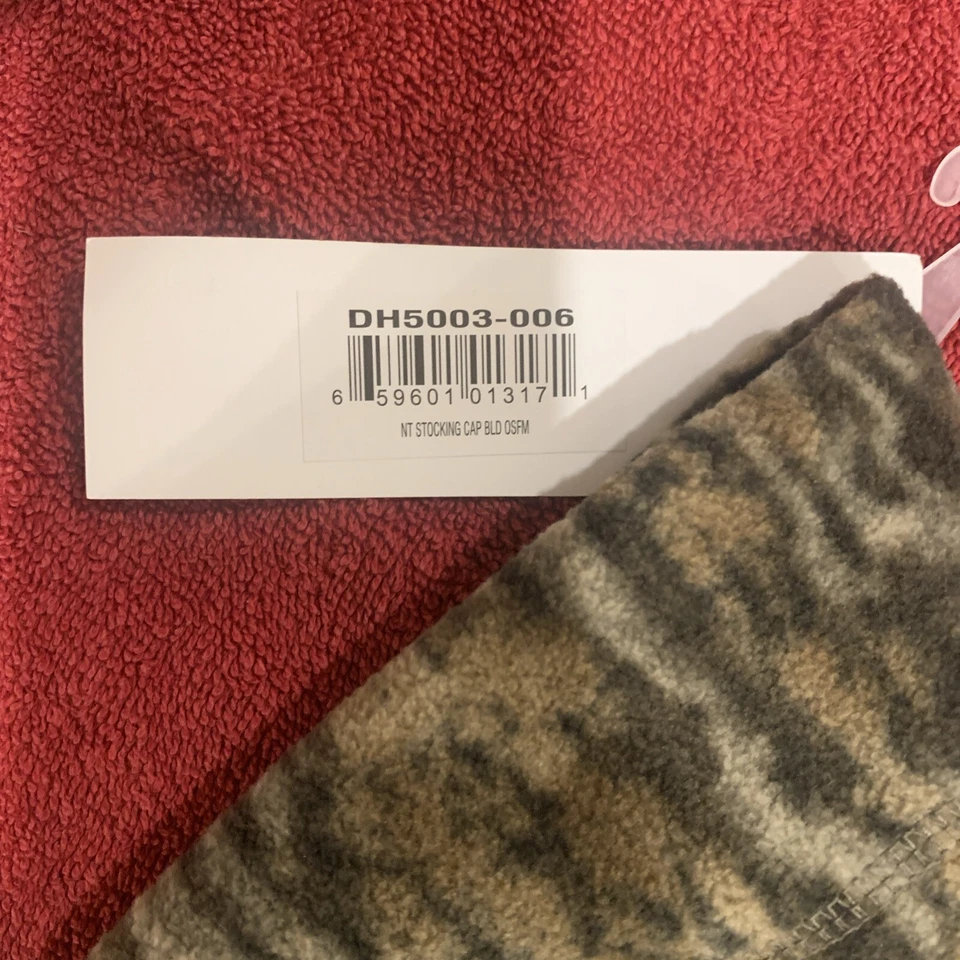 DH5003-006
6 59601 01317 1
NT STOCKING CAP BLD OSFM